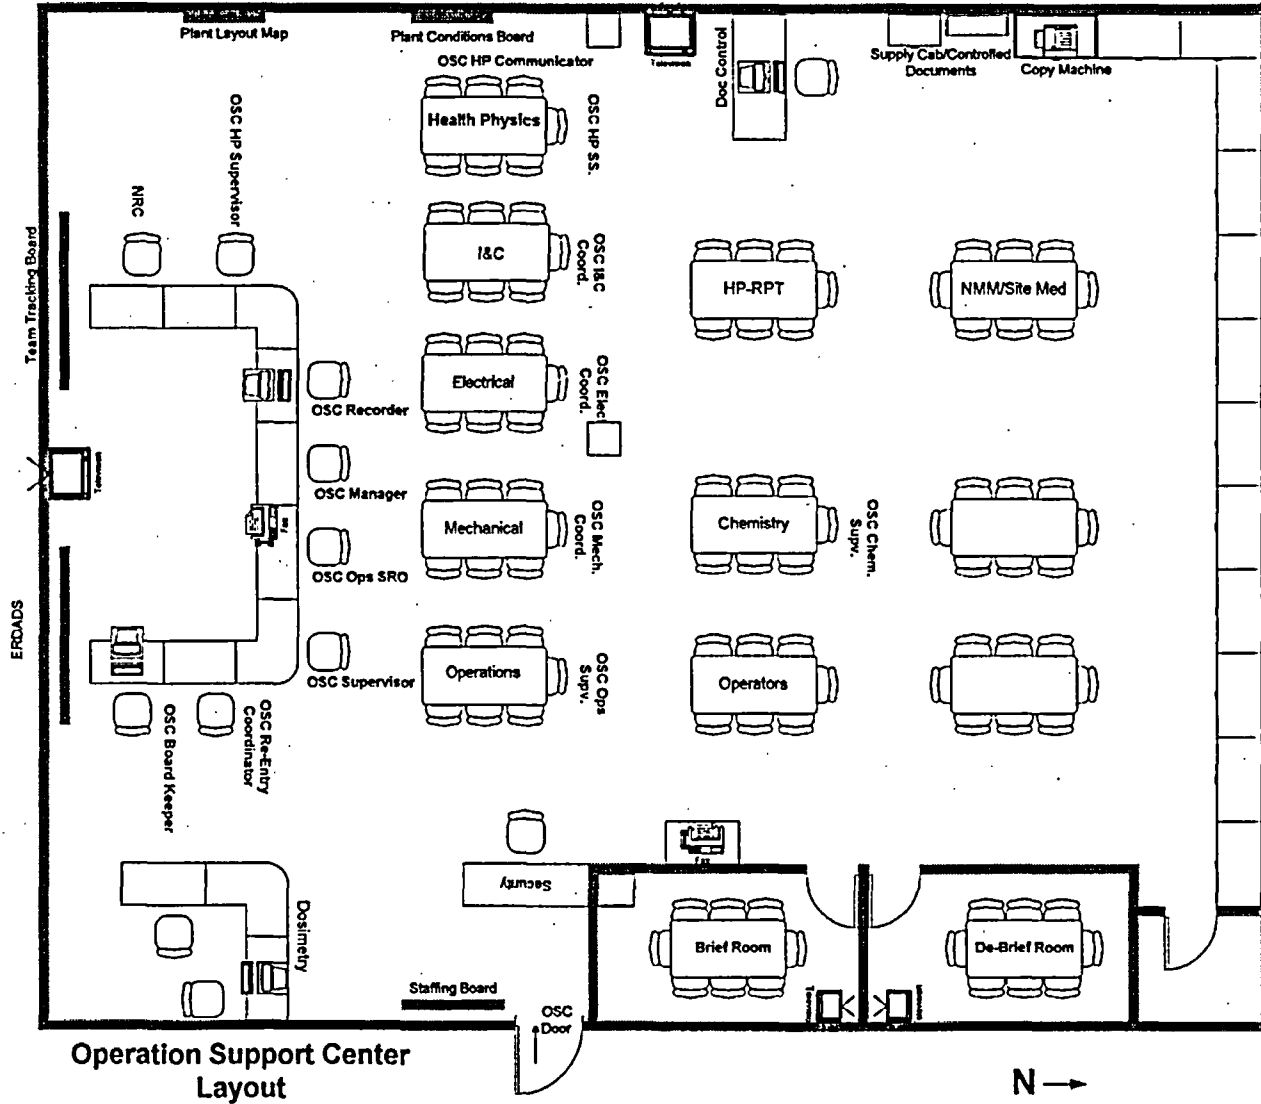 Plant Layout Map
Plant Conditions Board
Television
Doc Control
Supply Cab/Controlled
Documents
Copy Machine
OSC HP Communicator
Health Physics
OSC HP SS.
OSC HP Supervisor
NRC
Team Tracking Board
I&C
OSC I&C
Coord.
HP-RPT
NMM/Site Med
Electrical
OSC Elec
Coord.
OSC Recorder
Television
OSC Manager
Fax
Mechanical
OSC Mech.
Coord.
Chemistry
OSC Chem.
Supv.
OSC Ops SRO
ERDADS
OSC Supervisor
Operations
OSC Ops
Supv.
Operators
OSC Board Keeper
OSC Re-Entry
Coordinator
Fax
Security
Dosimetry
Brief Room
De-Brief Room
Staffing Board
OSC
Door
Operation Support Center
Layout
N